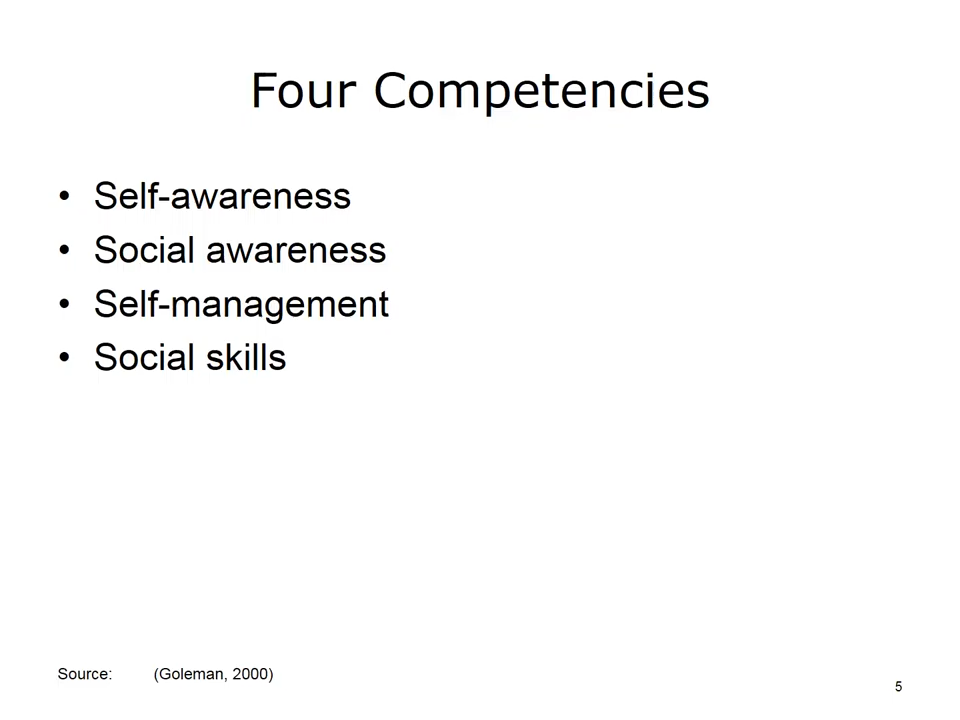 Four Competencies
• Self-awareness
• Social awareness
• Self-management
• Social skills
Source: (Goleman, 2000)
5